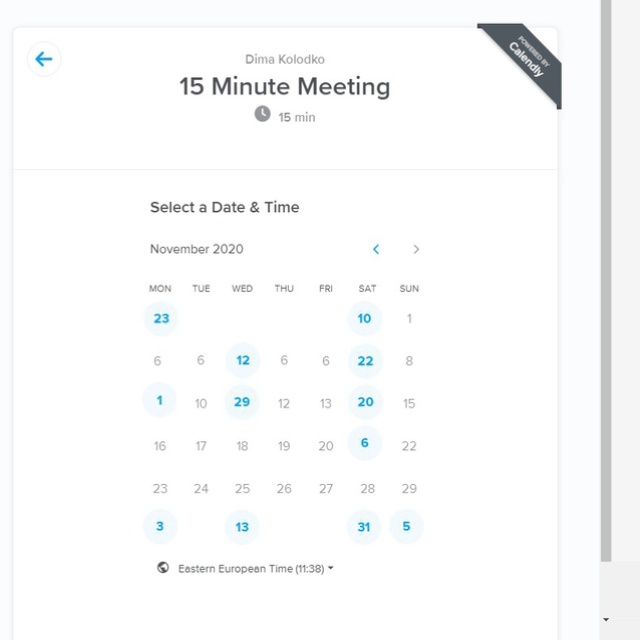 Dima Kolodko
15 Minute Meeting
15 min
POWERED BY
Calendly
Select a Date & Time
November 2020
MON TUE WED THU FRI SAT SUN
23 10 1
6 6 12 6 6 22 8
1 10 29 12 13 20 15
16 17 18 19 20 6 22
23 24 25 26 27 28 29
3 13 31 5
Eastern European Time (11:38)